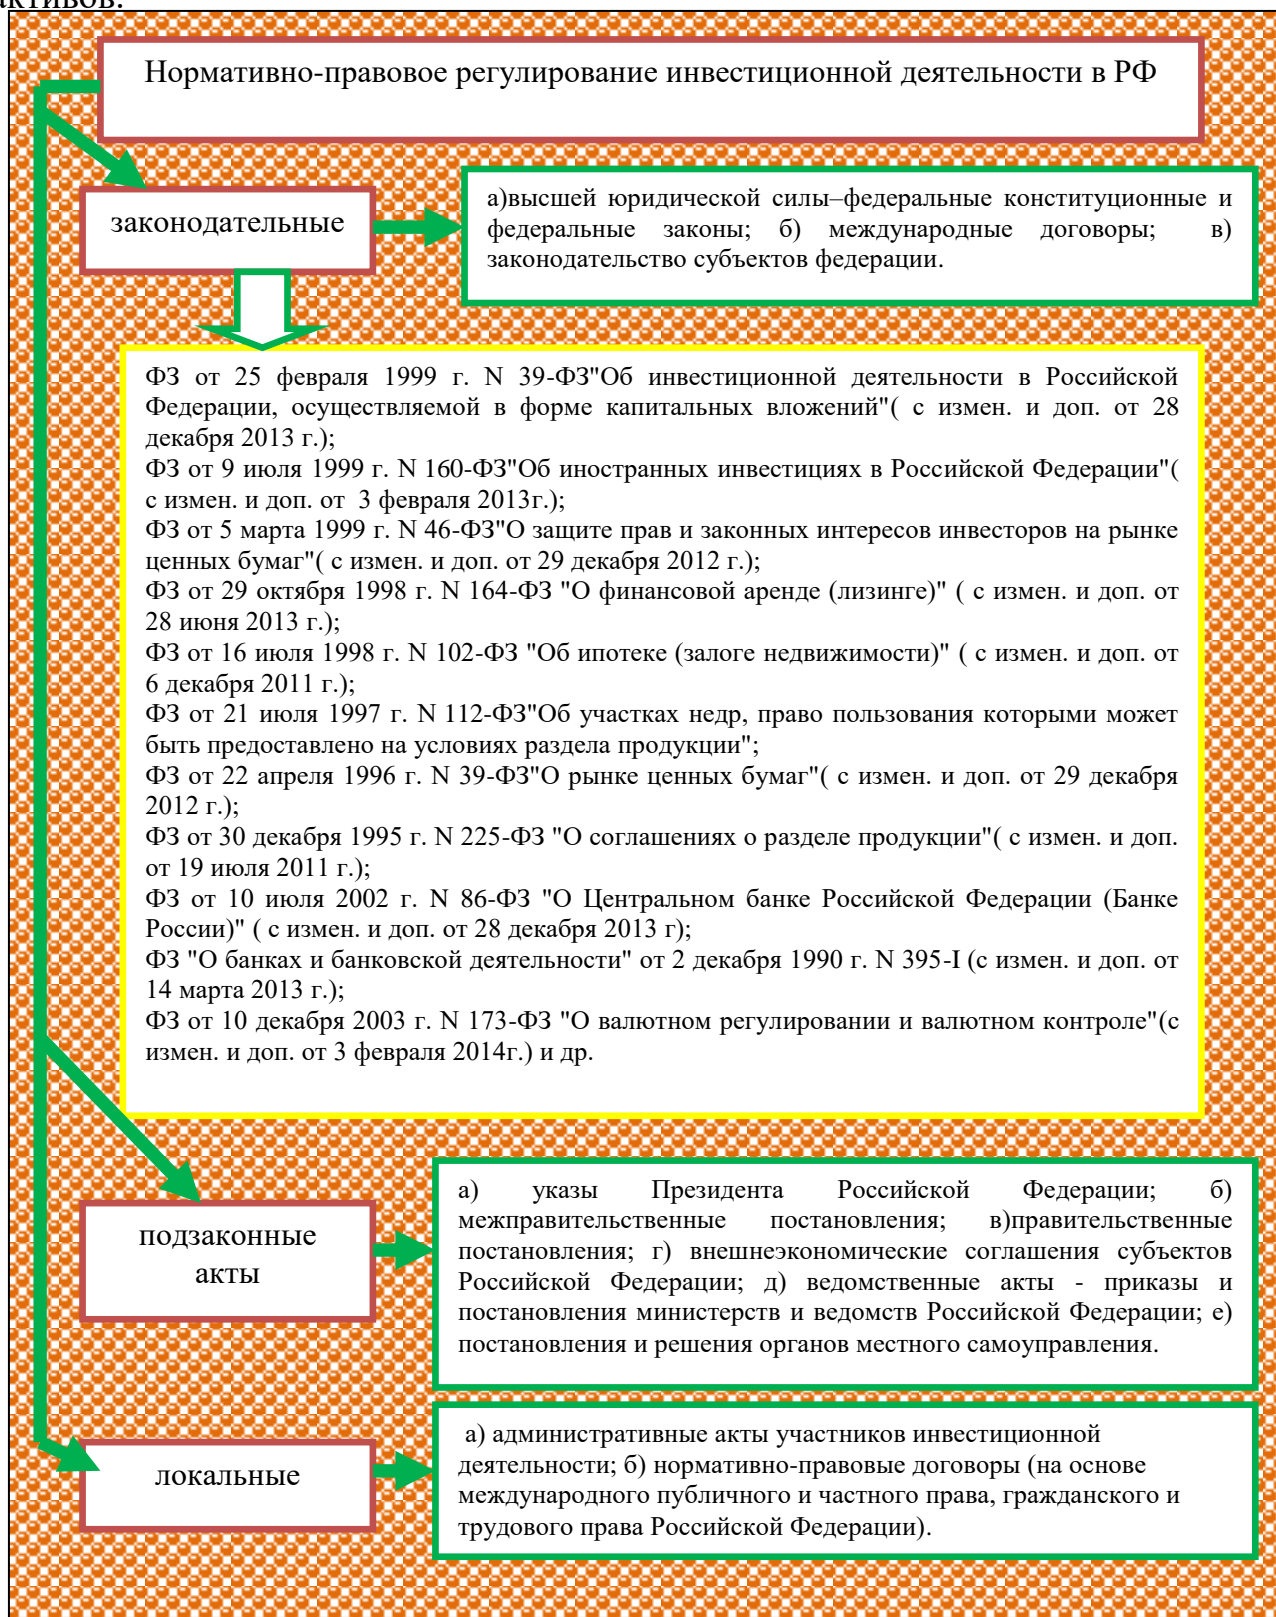 активов.
Нормативно-правовое регулирование инвестиционной деятельности в РФ
законодательные
а)высшей юридической силы–федеральные конституционные и
федеральные законы; б) международные договоры; в)
законодательство субъектов федерации.
ФЗ от 25 февраля 1999 г. N 39-ФЗ"Об инвестиционной деятельности в Российской
Федерации, осуществляемой в форме капитальных вложений"( с измен. и доп. от 28
декабря 2013 г.);
ФЗ от 9 июля 1999 г. N 160-ФЗ"Об иностранных инвестициях в Российской Федерации"(
с измен. и доп. от 3 февраля 2013г.);
ФЗ от 5 марта 1999 г. N 46-ФЗ"О защите прав и законных интересов инвесторов на рынке
ценных бумаг"( с измен. и доп. от 29 декабря 2012 г.);
ФЗ от 29 октября 1998 г. N 164-ФЗ "О финансовой аренде (лизинге)" ( с измен. и доп. от
28 июня 2013 г.);
ФЗ от 16 июля 1998 г. N 102-ФЗ "Об ипотеке (залоге недвижимости)" ( с измен. и доп. от
6 декабря 2011 г.);
ФЗ от 21 июля 1997 г. N 112-ФЗ"Об участках недр, право пользования которыми может
быть предоставлено на условиях раздела продукции";
ФЗ от 22 апреля 1996 г. N 39-ФЗ"О рынке ценных бумаг"( с измен. и доп. от 29 декабря
2012 г.);
ФЗ от 30 декабря 1995 г. N 225-ФЗ "О соглашениях о разделе продукции"( с измен. и доп.
от 19 июля 2011 г.);
ФЗ от 10 июля 2002 г. N 86-ФЗ "О Центральном банке Российской Федерации (Банке
России)" ( с измен. и доп. от 28 декабря 2013 г);
ФЗ "О банках и банковской деятельности" от 2 декабря 1990 г. N 395-I (с измен. и доп. от
14 марта 2013 г.);
ФЗ от 10 декабря 2003 г. N 173-ФЗ "О валютном регулировании и валютном контроле"(с
измен. и доп. от 3 февраля 2014г.) и др.
подзаконные
акты
а) указы Президента Российской Федерации; б)
межправительственные постановления; в)правительственные
постановления; г) внешнеэкономические соглашения субъектов
Российской Федерации; д) ведомственные акты - приказы и
постановления министерств и ведомств Российской Федерации; е)
постановления и решения органов местного самоуправления.
локальные
а) административные акты участников инвестиционной
деятельности; б) нормативно-правовые договоры (на основе
международного публичного и частного права, гражданского и
трудового права Российской Федерации).